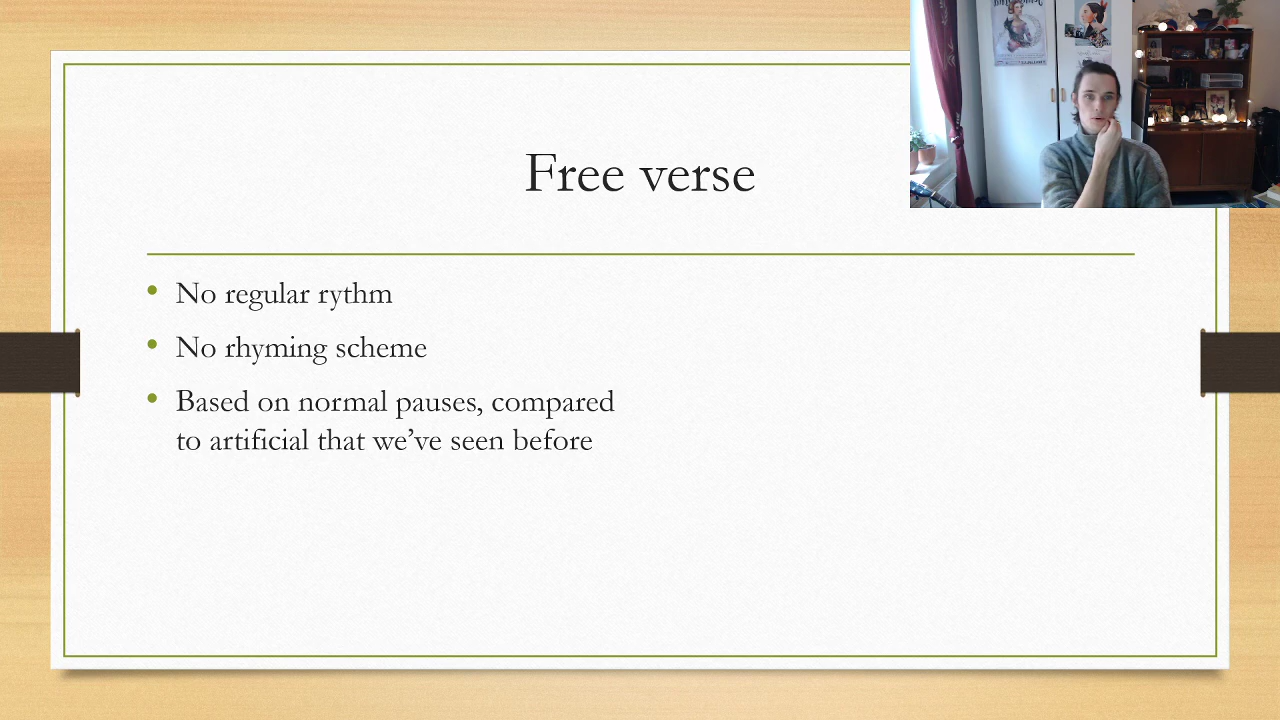 Free verse
No regular rythm
No rhyming scheme
Based on normal pauses, compared
to artificial that we’ve seen before